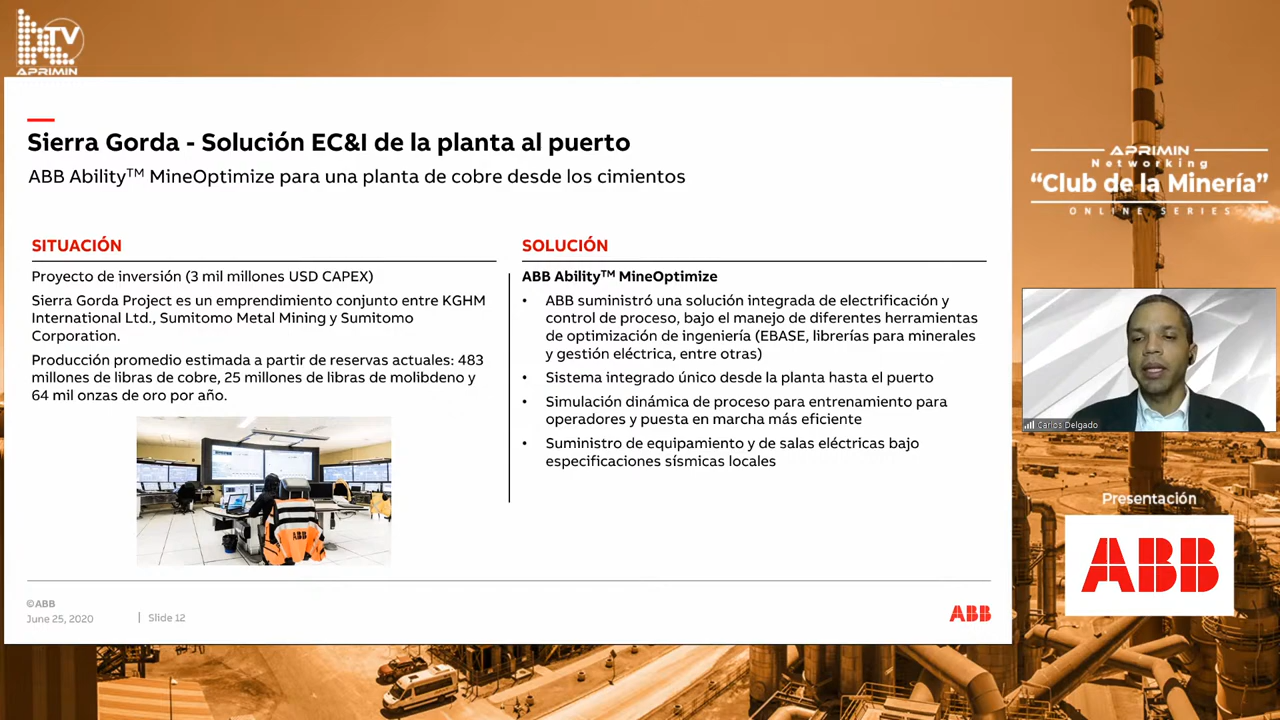 TV
APRIMIN
Sierra Gorda - Solución EC&I de la planta al puerto
ABB Ability™ MineOptimize para una planta de cobre desde los cimientos
SITUACIÓN
Proyecto de inversión (3 mil millones USD CAPEX)
Sierra Gorda Project es un emprendimiento conjunto entre KGHM
International Ltd., Sumitomo Metal Mining y Sumitomo
Corporation.
Producción promedio estimada a partir de reservas actuales: 483
millones de libras de cobre, 25 millones de libras de molibdeno y
64 mil onzas de oro por año.
ABB
SOLUCIÓN
ABB Ability™ MineOptimize
• ABB suministró una solución integrada de electrificación y
control de proceso, bajo el manejo de diferentes herramientas
de optimización de ingeniería (EBASE, librerías para minerales
y gestión eléctrica, entre otras)
• Sistema integrado único desde la planta hasta el puerto
• Simulación dinámica de proceso para entrenamiento para
operadores y puesta en marcha más eficiente
• Suministro de equipamiento y de salas eléctricas bajo
especificaciones sísmicas locales
©ABB
June 25, 2020 | Slide 12
ABB
APRIMIN
Networking
“Club de la Minería”
ONLINE SERIES
Carlos Delgado
Presentación
ABB